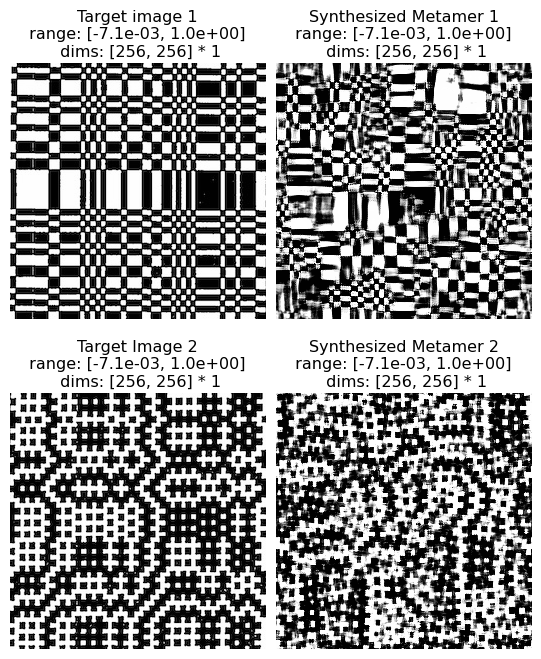 Target image 1
range: [-7.1e-03, 1.0e+00]
dims: [256, 256] * 1
Synthesized Metamer 1
range: [-7.1e-03, 1.0e+00]
dims: [256, 256] * 1
Target Image 2
range: [-7.1e-03, 1.0e+00]
dims: [256, 256] * 1
Synthesized Metamer 2
range: [-7.1e-03, 1.0e+00]
dims: [256, 256] * 1